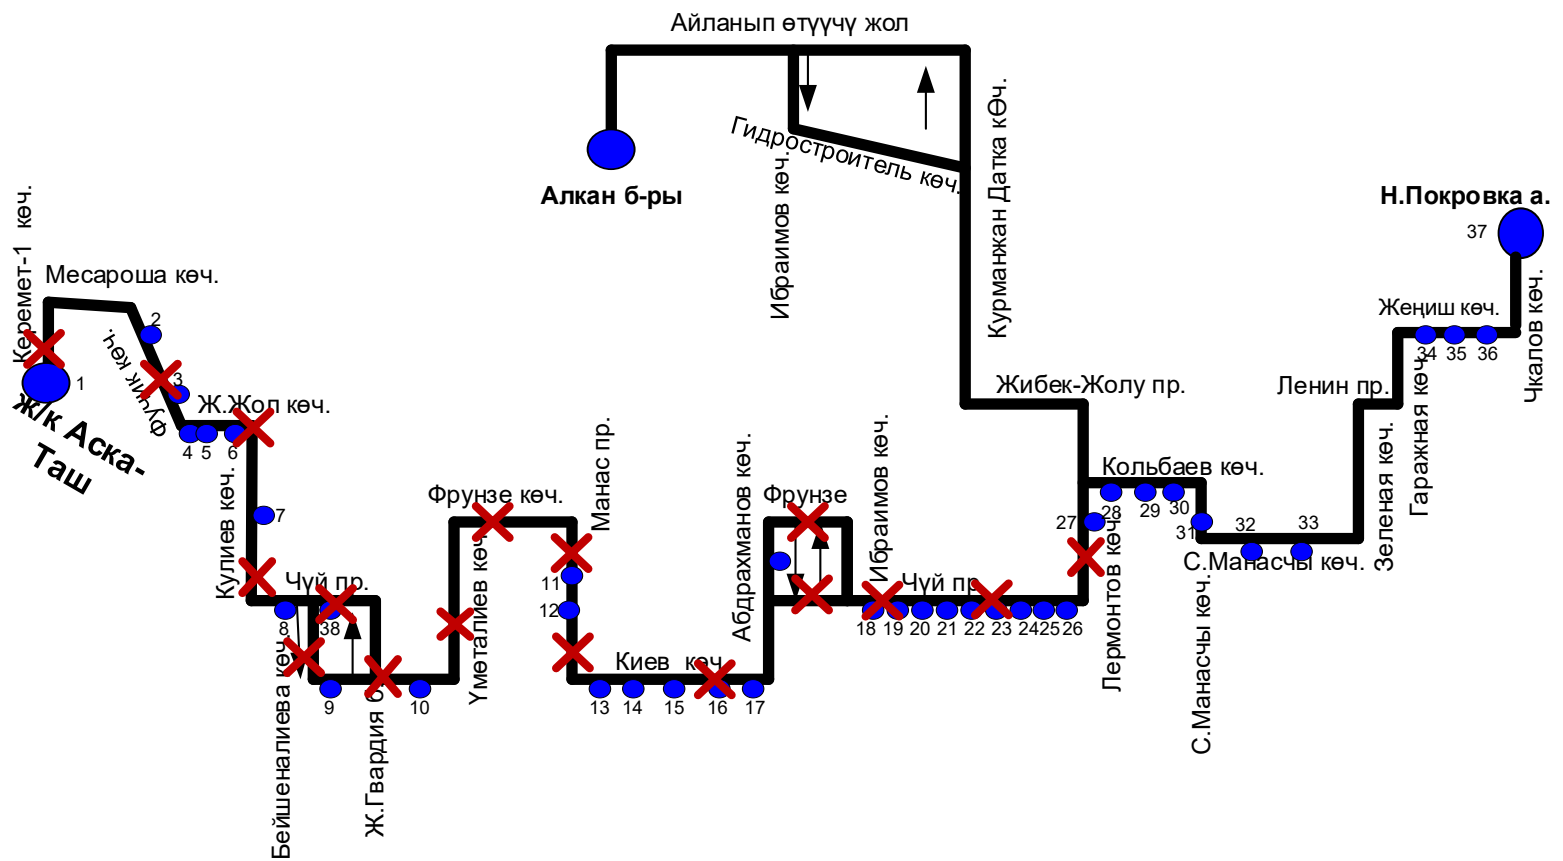 Айланып өтүүчү жол
Гидростроитель көч.
Ибраимов көч.
Курманжан Датка кӨч.
Алкан б-ры
Н.Покровка а.
37
Керемет-1 көч.
Месароша көч.
2
Фучик көч.
3
1
ж/к Аска-
Таш
Ж.Жол көч.
4
5
6
Кулиев көч.
7
Чүй пр.
8
38
Бейшеналиева көч.
9
Ж.Гвардия
10
Фрунзе көч.
Үметалиев көч.
Манас пр.
11
12
Киев көч.
13
14
15
16
17
Абдрахманов көч.
Фрунзе
Ибраимов көч.
Чүй пр.
18
19
20
21
22
23
24
25
26
Жибек-Жолу пр.
Кольбаев көч.
27
28
29
30
31
Лермонтов көч.
32
33
С.Манасчы көч.
С.Манасчы көч.
Зеленая көч.
Ленин пр.
Гаражная көч.
Жеңиш көч.
34
35
36
Чкалов көч.